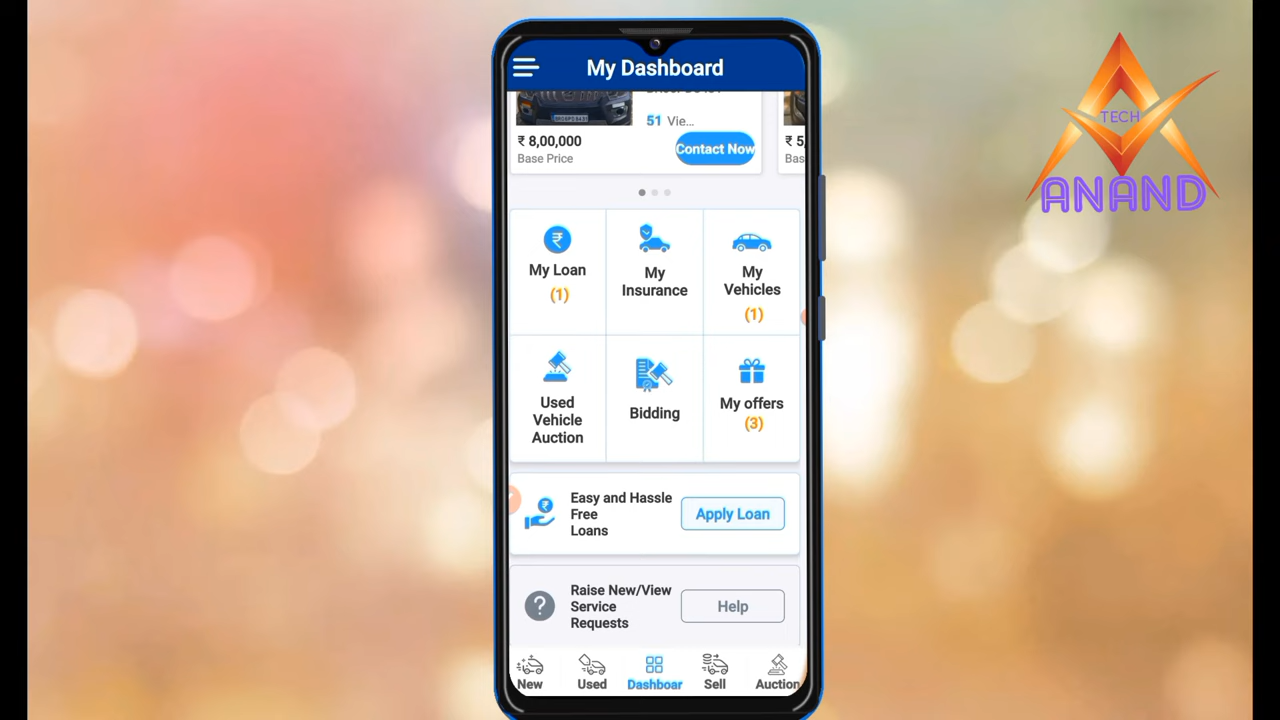 My Dashboard
51 Vie...
₹ 8,00,000
Base Price
Contact Now
₹ 5,
Bas
My Loan
(1)
My
Insurance
My
Vehicles
(1)
Used
Vehicle
Auction
Bidding
My offers
(3)
Easy and Hassle
Free
Loans
Apply Loan
Raise New/View
Service
Requests
Help
New
Used
Dashboar
Sell
Auction
TECH
ANAND